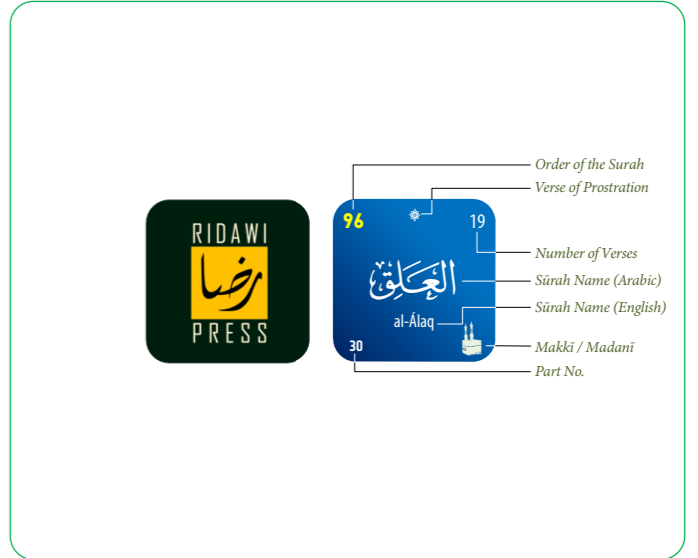 RIDAWI
رضا
PRESS
96
19
العَلَق
al-Álaq
30
Order of the Surah
Verse of Prostration
Number of Verses
Sūrah Name (Arabic)
Sūrah Name (English)
Makkī / Madanī
Part No.